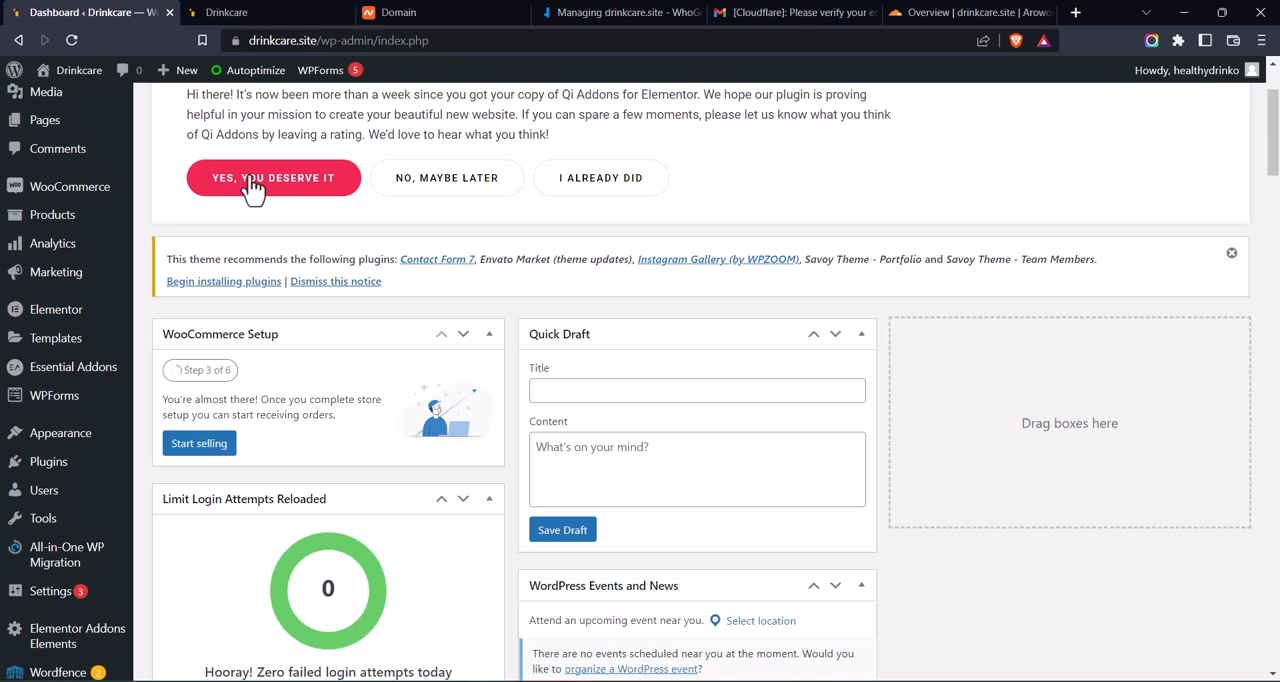 Dashboard ‹ Drinkcare — W
Drinkcare
Domain
Managing drinkcare.site - WhoG
[Cloudflare]: Please verify your e
Overview | drinkcare.site | Arowo
drinkcare.site/wp-admin/index.php
Drinkcare
0
New
Autoptimize
WPForms 5
Howdy, healthydrinko
Media
Pages
Comments
WooCommerce
Products
Analytics
Marketing
Elementor
Templates
Essential Addons
WPForms
Appearance
Plugins
Users
Tools
All-in-One WP
Migration
Settings 3
Elementor Addons
Elements
Wordfence 2
Hi there! It's now been more than a week since you got your copy of Qi Addons for Elementor. We hope our plugin is proving
helpful in your mission to create your beautiful new website. If you can spare a few moments, please let us know what you think
of Qi Addons by leaving a rating. We'd love to hear what you think!
YES, YOU DESERVE IT
NO, MAYBE LATER
I ALREADY DID
This theme recommends the following plugins: Contact Form 7, Envato Market (theme updates), Instagram Gallery (by WPZOOM), Savoy Theme - Portfolio and Savoy Theme - Team Members.
Begin installing plugins | Dismiss this notice
WooCommerce Setup
Step 3 of 6
You're almost there! Once you complete store
setup you can start receiving orders.
Start selling
Limit Login Attempts Reloaded
0
Hooray! Zero failed login attempts today
Quick Draft
Title
Content
What's on your mind?
Save Draft
WordPress Events and News
Attend an upcoming event near you.
Select location
There are no events scheduled near you at the moment. Would you
like to organize a WordPress event?
Drag boxes here